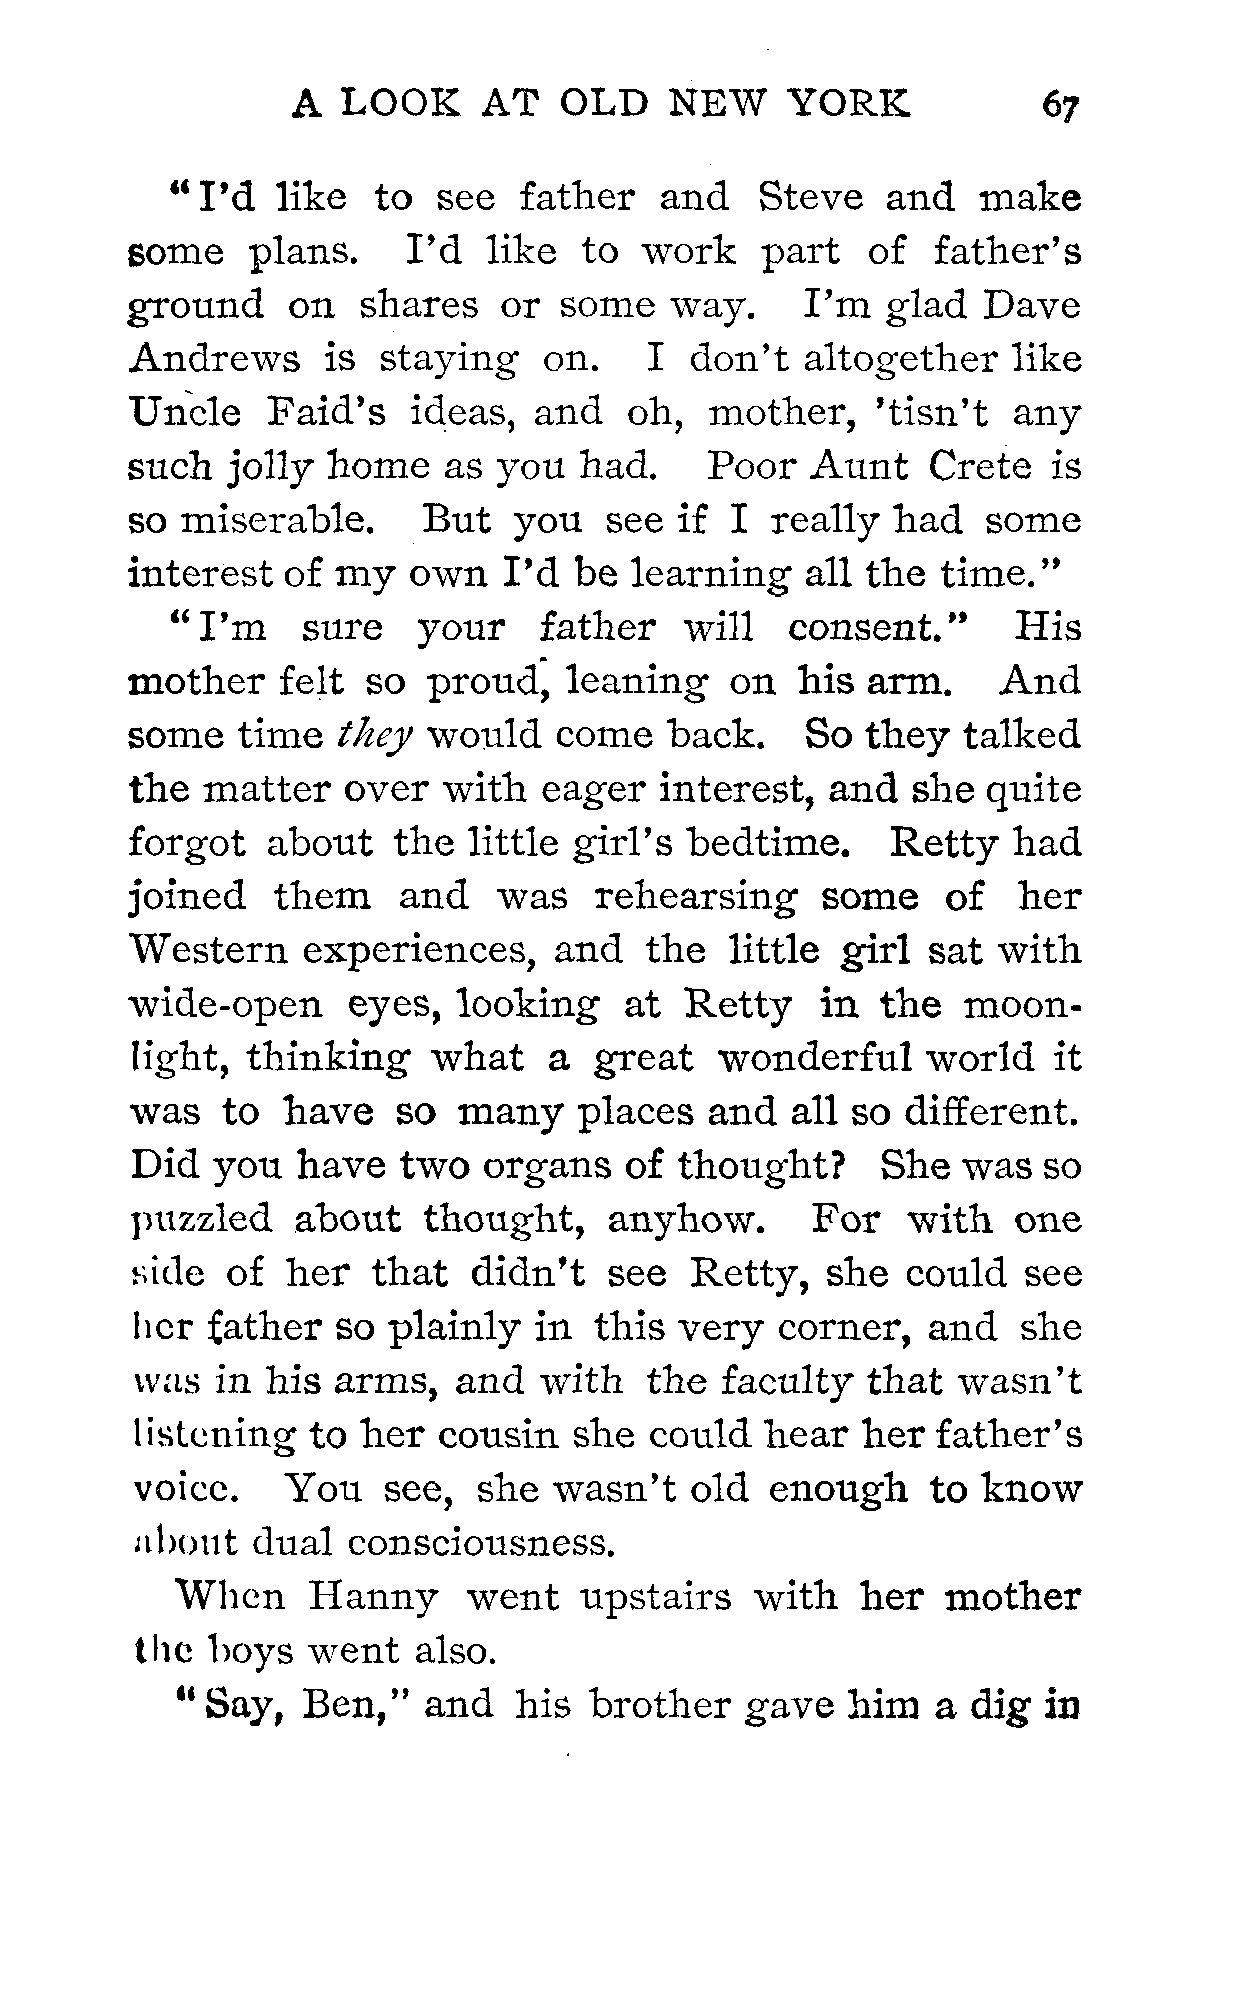 A LOOK AT OLD NEW YORK 67
"I'd like to see father and Steve and make
some plans. I'd like to work part of father's
ground on shares or some way. I'm glad Dave
Andrews is staying on. I don't altogether like
Uncle Faid's ideas, and oh, mother, 'tisn't any
such jolly home as you had. Poor Aunt Crete is
so miserable. But you see if I really had some
interest of my own I'd be learning all the time."
"I'm sure your father will consent." His
mother felt so proud, leaning on his arm. And
some time they would come back. So they talked
the matter over with eager interest, and she quite
forgot about the little girl's bedtime. Retty had
joined them and was rehearsing some of her
Western experiences, and the little girl sat with
wide-open eyes, looking at Retty in the moon-
light, thinking what a great wonderful world it
was to have so many places and all so different.
Did you have two organs of thought? She was so
puzzled about thought, anyhow. For with one
side of her that didn't see Retty, she could see
her father so plainly in this very corner, and she
was in his arms, and with the faculty that wasn't
listening to her cousin she could hear her father's
voice. You see, she wasn't old enough to know
about dual consciousness.
When Hanny went upstairs with her mother
the boys went also.
"Say, Ben," and his brother gave him a dig in